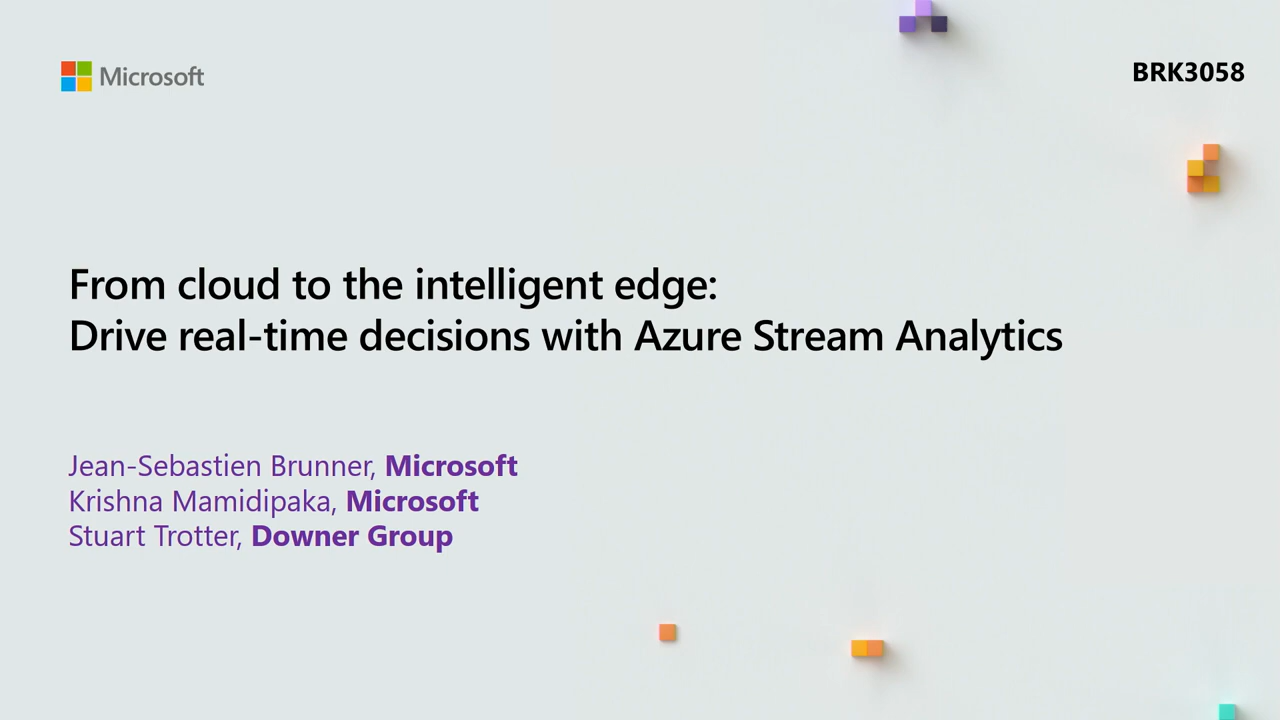 Microsoft
BRK3058
From cloud to the intelligent edge:
Drive real-time decisions with Azure Stream Analytics
Jean-Sebastien Brunner, Microsoft
Krishna Mamidipaka, Microsoft
Stuart Trotter, Downer Group